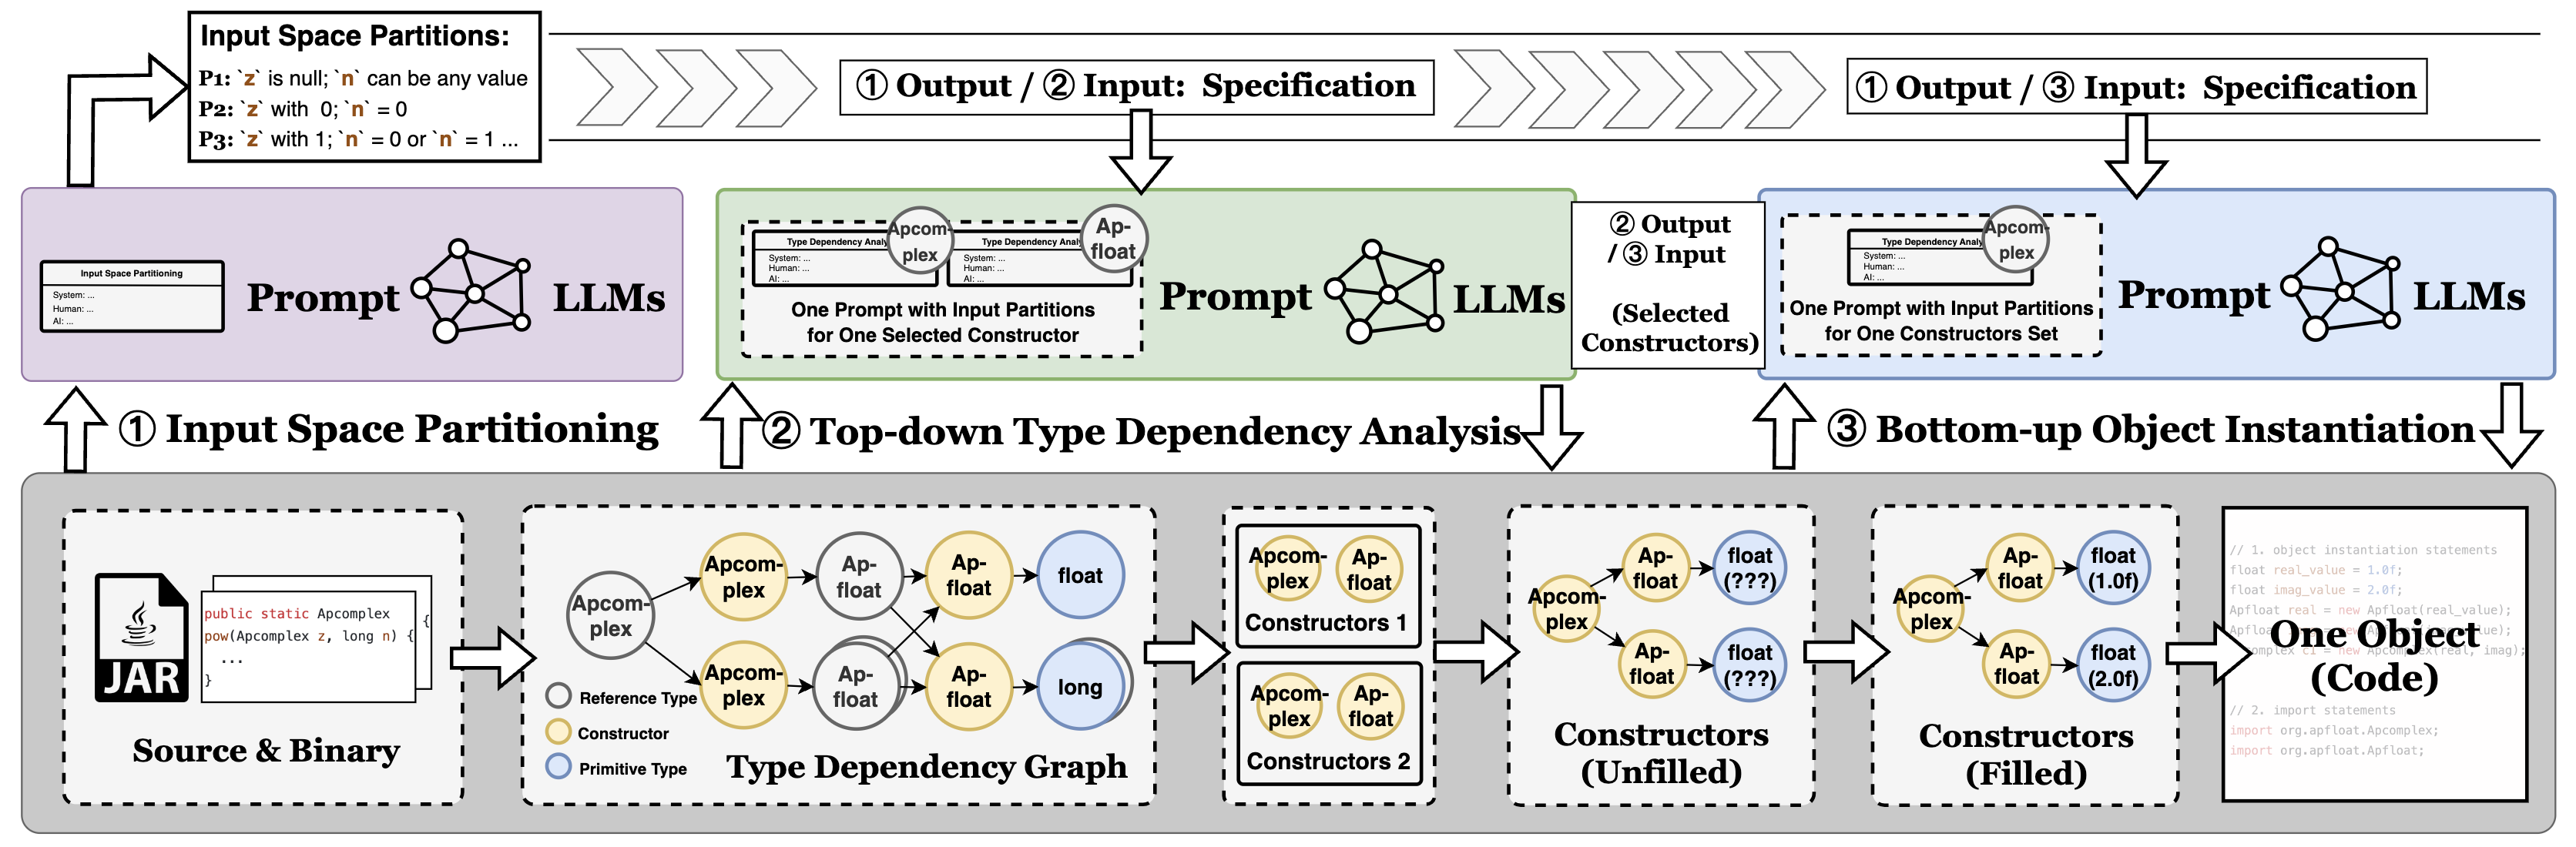 Input Space Partitions:
P1: `z` is null; `n` can be any value
P2: `z` with  0; `n` = 0
P3: `z` with 1; `n` = 0 or `n` = 1 ...
① Output / ② Input:  Specification
① Output / ③ Input:  Specification
Input Space Partitioning
System: ...
Human: ...
AI: ...
Prompt
LLMs
Type Dependency Analy
System: ...
Human: ...
AI: ...
Apcom-
plex
Type Dependency Analy
System: ...
Human: ...
AI: ...
Ap-
float
One Prompt with Input Partitions
for One Selected Constructor
Prompt
LLMs
② Output
/ ③ Input
(Selected
Constructors)
Type Dependency Analy
System: ...
Human: ...
AI: ...
Apcom-
plex
One Prompt with Input Partitions
for One Constructors Set
Prompt
LLMs
① Input Space Partitioning
② Top-down Type Dependency Analysis
③ Bottom-up Object Instantiation
JAR
public static Apcomplex
pow(Apcomplex z, long n) {
...
}
{
Source & Binary
Apcom-
plex
Apcom-
plex
Ap-
float
Ap-
float
float
Apcom-
plex
Ap-
float
Ap-
float
long
Reference Type
Constructor
Primitive Type
Type Dependency Graph
Apcom-
plex
Ap-
float
Constructors 1
Apcom-
plex
Ap-
float
Constructors 2
Apcom-
plex
Ap-
float
float
(???)
Ap-
float
float
(???)
Constructors
(Unfilled)
Apcom-
plex
Ap-
float
float
(1.0f)
Ap-
float
float
(2.0f)
Constructors
(Filled)
// 1. object instantiation statements
float real_value = 1.0f;
float imag_value = 2.0f;
Apfloat real = new Apfloat(real_value);
One Object
(Code)
// 2. import statements
import org.apfloat.Apcomplex;
import org.apfloat.Apfloat;